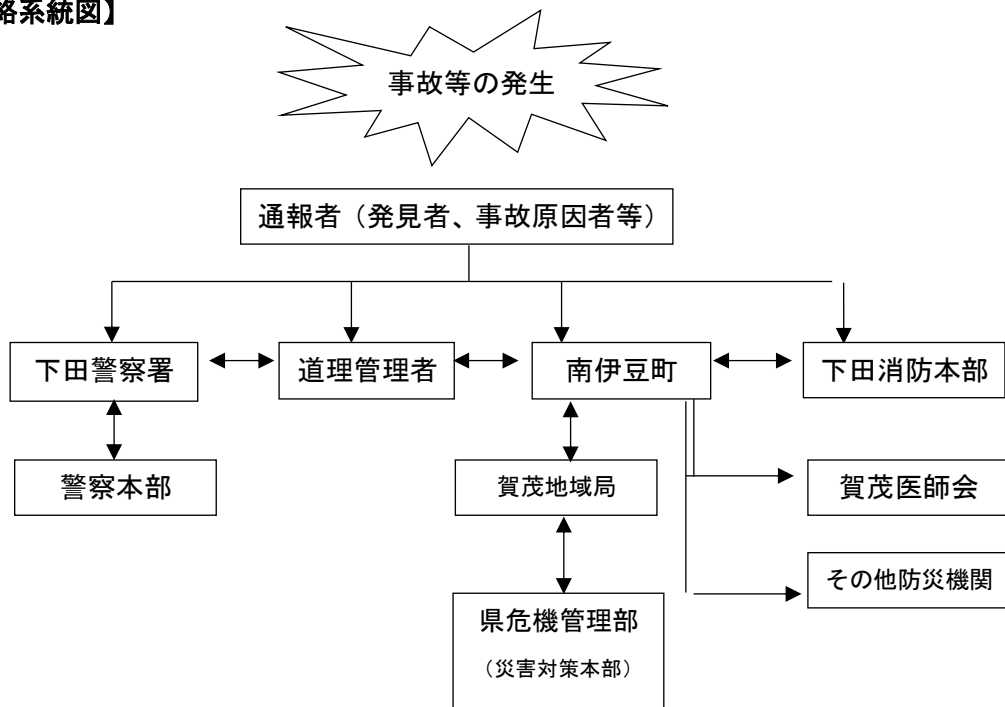 略系統図】
事故等の発生
通報者（発見者、事故原因者等）
下田警察署
道理管理者
南伊豆町
下田消防本部
警察本部
賀茂地域局
賀茂医師会
その他防災機関
県危機管理部
（災害対策本部）